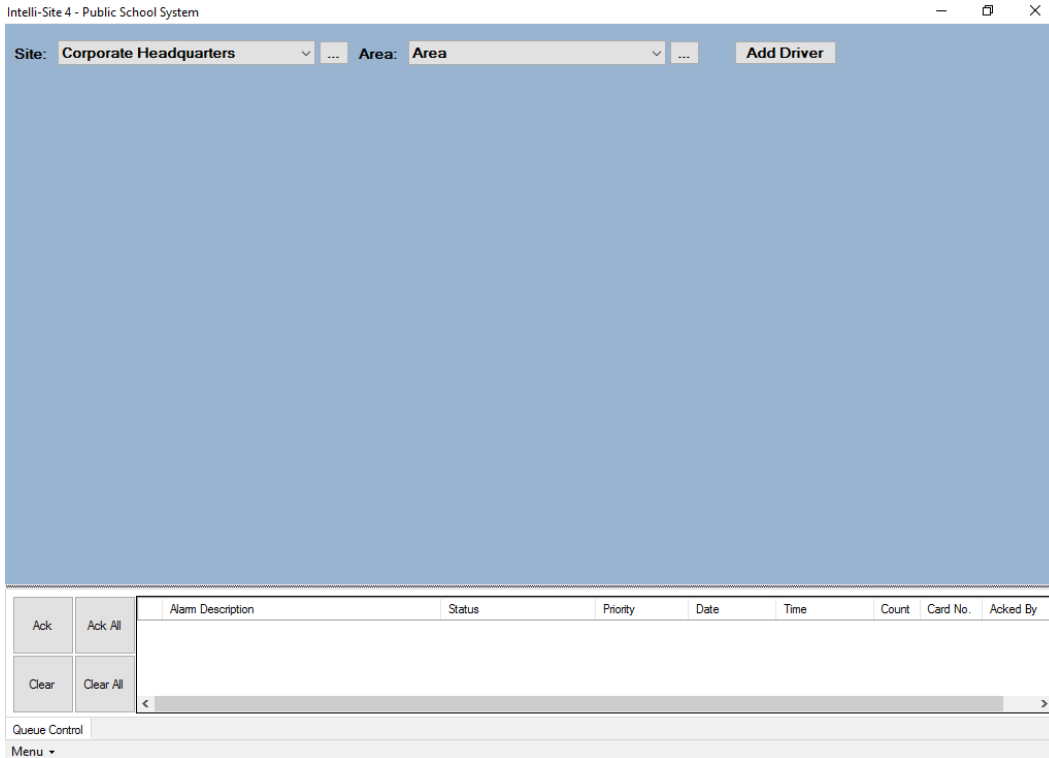 Intelli-Site 4 - Public School System
Site: Corporate Headquarters ... Area: Area ... Add Driver
Ack Ack All Alarm Description Status Priority Date Time Count Card No. Acked By
Clear Clear All
Queue Control
Menu